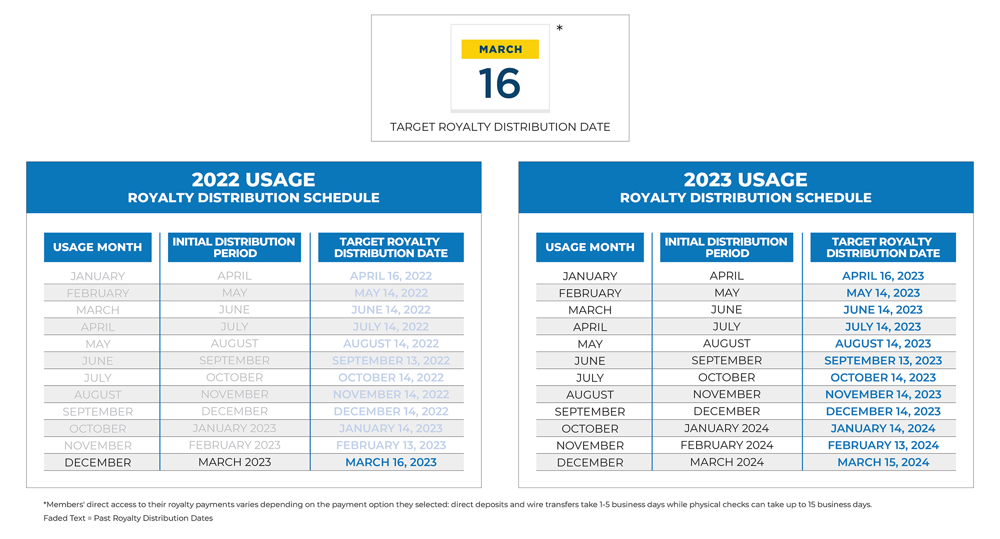 *
MARCH
16
TARGET ROYALTY DISTRIBUTION DATE
2022 USAGE
ROYALTY DISTRIBUTION SCHEDULE
USAGE MONTH
INITIAL DISTRIBUTION
PERIOD
TARGET ROYALTY
DISTRIBUTION DATE
JANUARY APRIL APRIL 16, 2022
FEBRUARY MAY MAY 14, 2022
MARCH JUNE JUNE 14, 2022
APRIL JULY JULY 14, 2022
MAY AUGUST AUGUST 14, 2022
JUNE SEPTEMBER SEPTEMBER 13, 2022
JULY OCTOBER OCTOBER 14, 2022
AUGUST NOVEMBER NOVEMBER 14, 2022
SEPTEMBER DECEMBER DECEMBER 14, 2022
OCTOBER JANUARY 2023 JANUARY 14, 2023
NOVEMBER FEBRUARY 2023 FEBRUARY 13, 2023
DECEMBER MARCH 2023 MARCH 16, 2023
2023 USAGE
ROYALTY DISTRIBUTION SCHEDULE
USAGE MONTH
INITIAL DISTRIBUTION
PERIOD
TARGET ROYALTY
DISTRIBUTION DATE
JANUARY APRIL APRIL 16, 2023
FEBRUARY MAY MAY 14, 2023
MARCH JUNE JUNE 14, 2023
APRIL JULY JULY 14, 2023
MAY AUGUST AUGUST 14, 2023
JUNE SEPTEMBER SEPTEMBER 13, 2023
JULY OCTOBER OCTOBER 14, 2023
AUGUST NOVEMBER NOVEMBER 14, 2023
SEPTEMBER DECEMBER DECEMBER 14, 2023
OCTOBER JANUARY 2024 JANUARY 14, 2024
NOVEMBER FEBRUARY 2024 FEBRUARY 13, 2024
DECEMBER MARCH 2024 MARCH 15, 2024
*Members' direct access to their royalty payments varies depending on the payment option they selected: direct deposits and wire transfers take 1-5 business days while physical checks can take up to 15 business days.
Faded Text = Past Royalty Distribution Dates